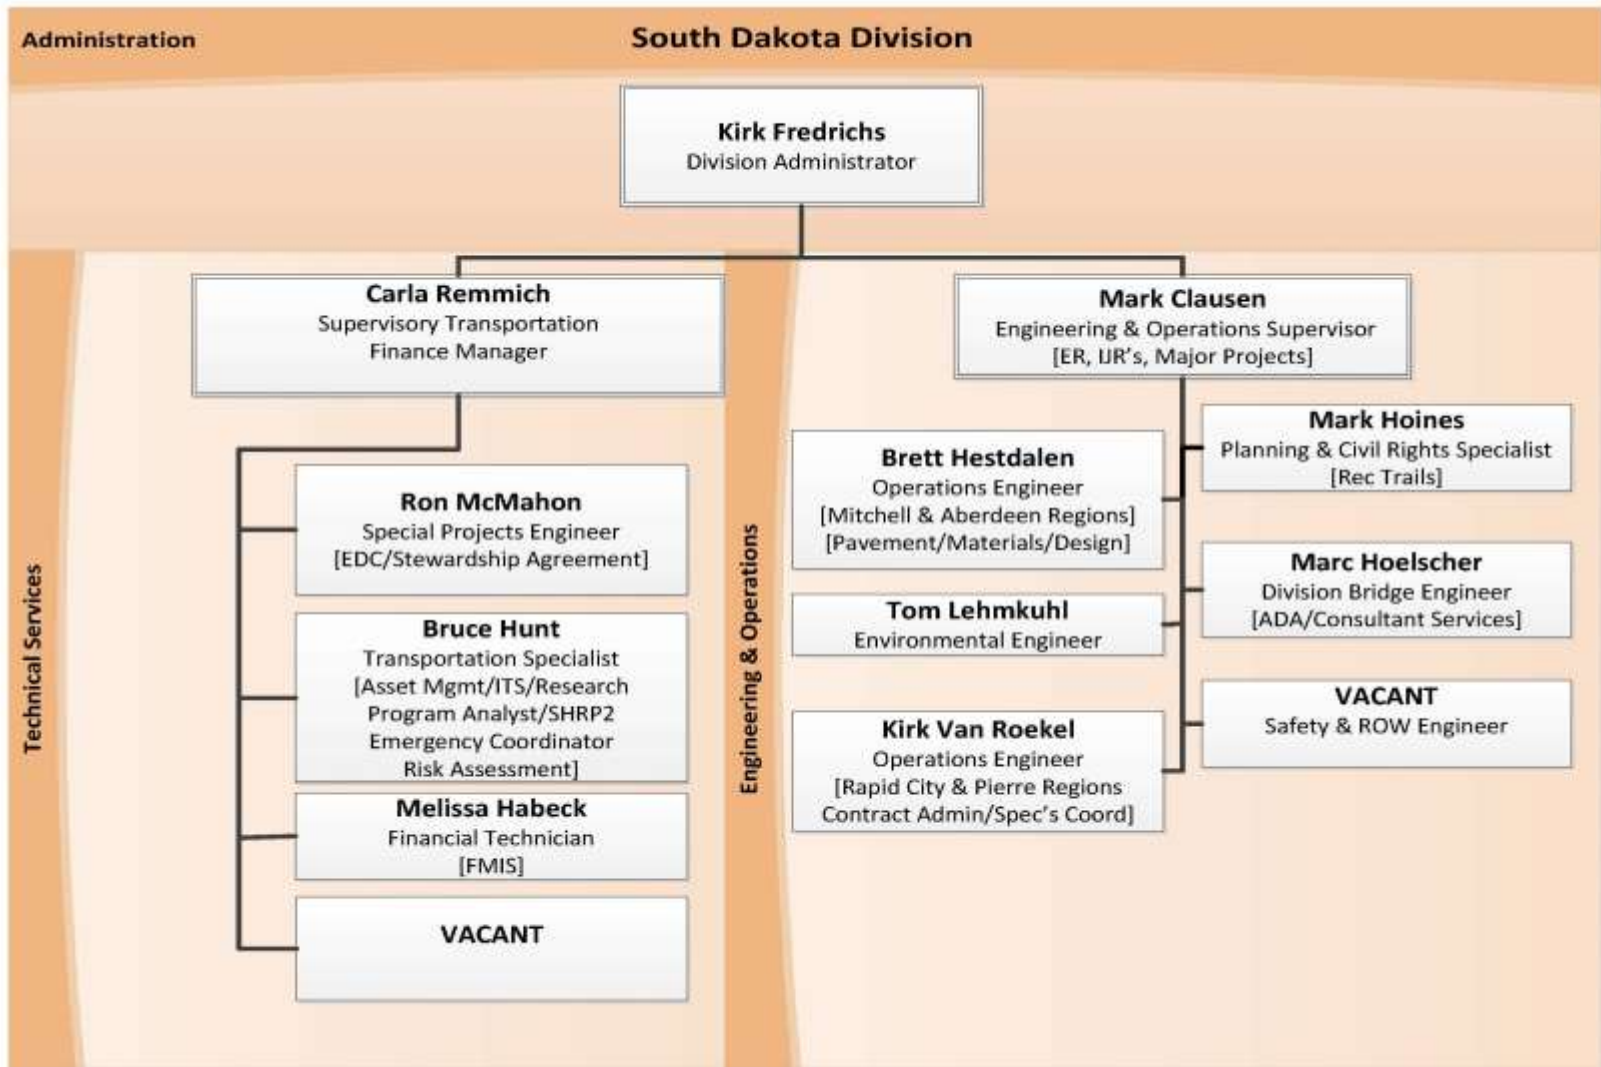 Administration
South Dakota Division
Kirk Fredrichs
Division Administrator
Technical Services
Carla Remmich
Supervisory Transportation
Finance Manager
Ron McMahon
Special Projects Engineer
[EDC/Stewardship Agreement]
Bruce Hunt
Transportation Specialist
[Asset Mgmt/ITS/Research
Program Analyst/SHRP2
Emergency Coordinator
Risk Assessment]
Melissa Habeck
Financial Technician
[FMIS]
VACANT
Engineering & Operations
Mark Clausen
Engineering & Operations Supervisor
[ER, IJR's, Major Projects]
Brett Hestdalen
Operations Engineer
[Mitchell & Aberdeen Regions]
[Pavement/Materials/Design]
Tom Lehmkuhl
Environmental Engineer
Kirk Van Roekel
Operations Engineer
[Rapid City & Pierre Regions
Contract Admin/Spec's Coord]
Mark Hoines
Planning & Civil Rights Specialist
[Rec Trails]
Marc Hoelscher
Division Bridge Engineer
[ADA/Consultant Services]
VACANT
Safety & ROW Engineer